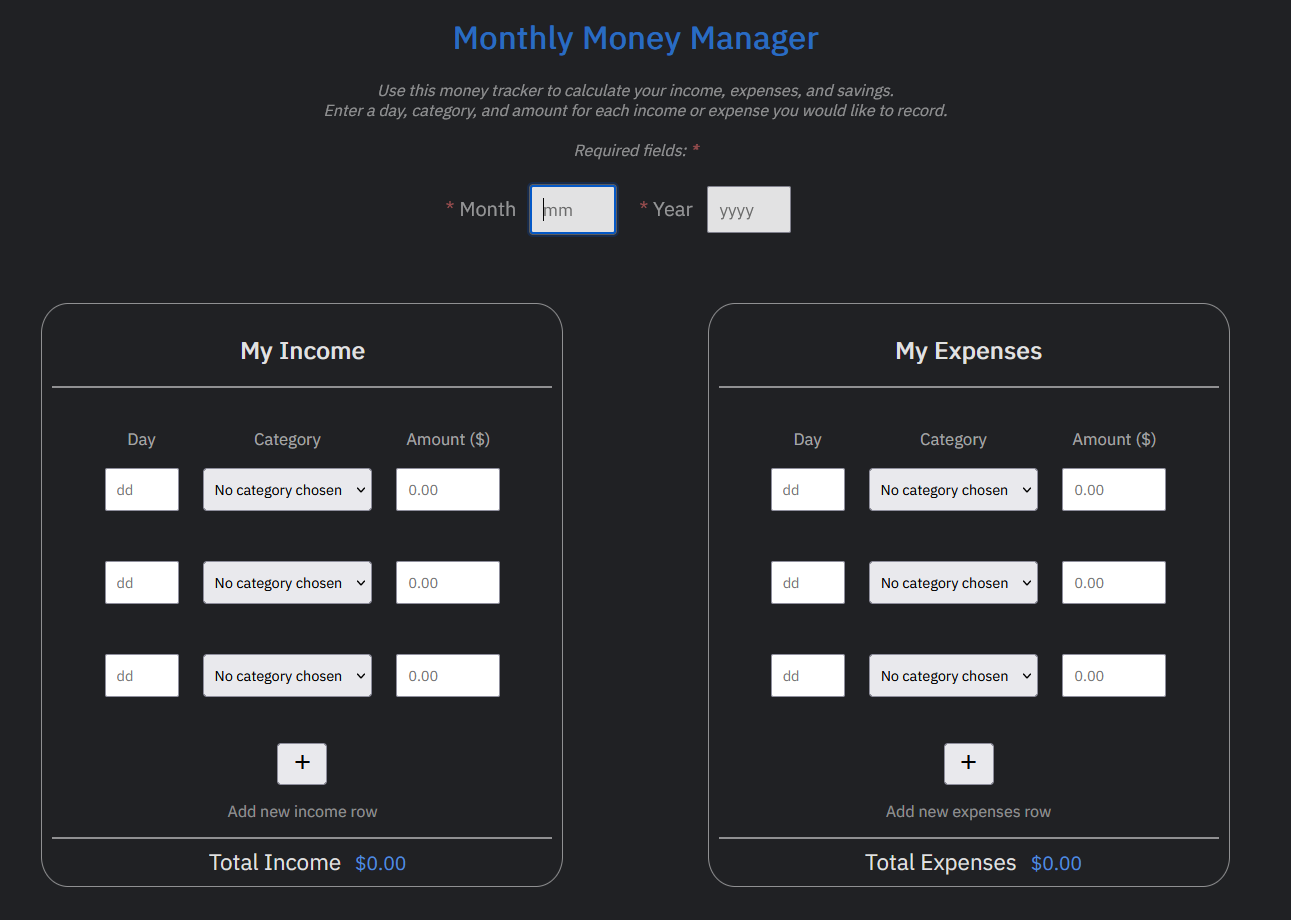 Monthly Money Manager
Use this money tracker to calculate your income, expenses, and savings.
Enter a day, category, and amount for each income or expense you would like to record.
Required fields: *
* Month mm * Year yyyy
My Income
Day Category Amount ($)
dd No category chosen 0.00
dd No category chosen 0.00
dd No category chosen 0.00
+
Add new income row
Total Income $0.00
My Expenses
Day Category Amount ($)
dd No category chosen 0.00
dd No category chosen 0.00
dd No category chosen 0.00
+
Add new expenses row
Total Expenses $0.00